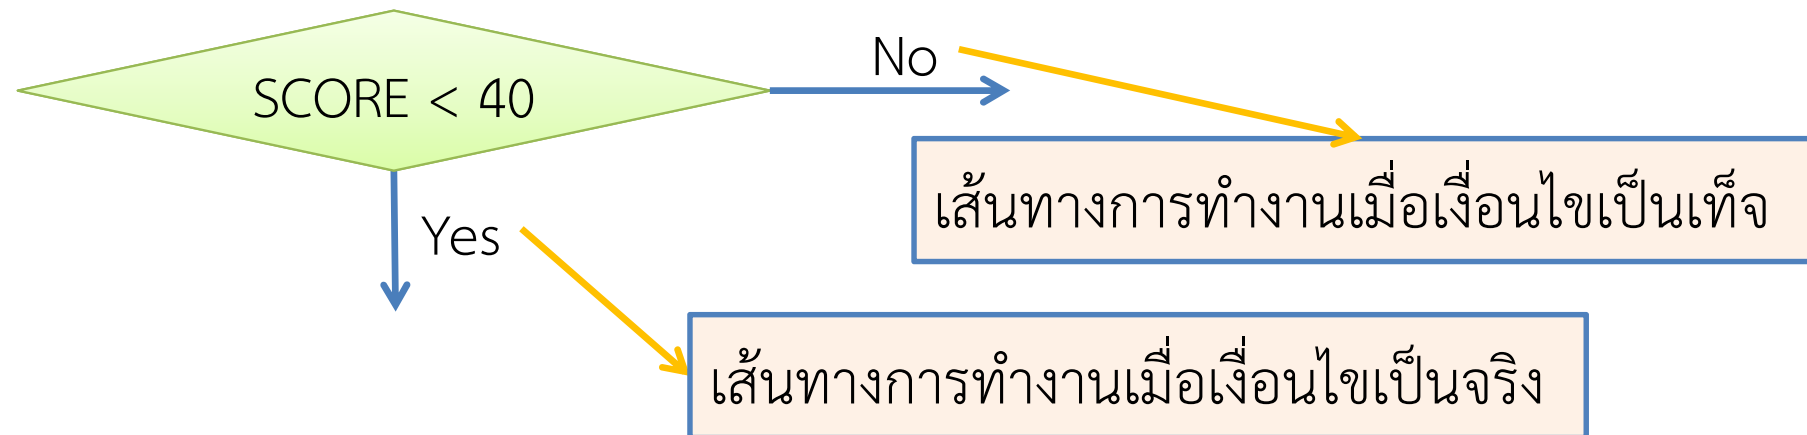 No
SCORE < 40
เส้นทางการทำงานเมื่อเงื่อนไขเป็นเท็จ
Yes
เส้นทางการทำงานเมื่อเงื่อนไขเป็นจริง